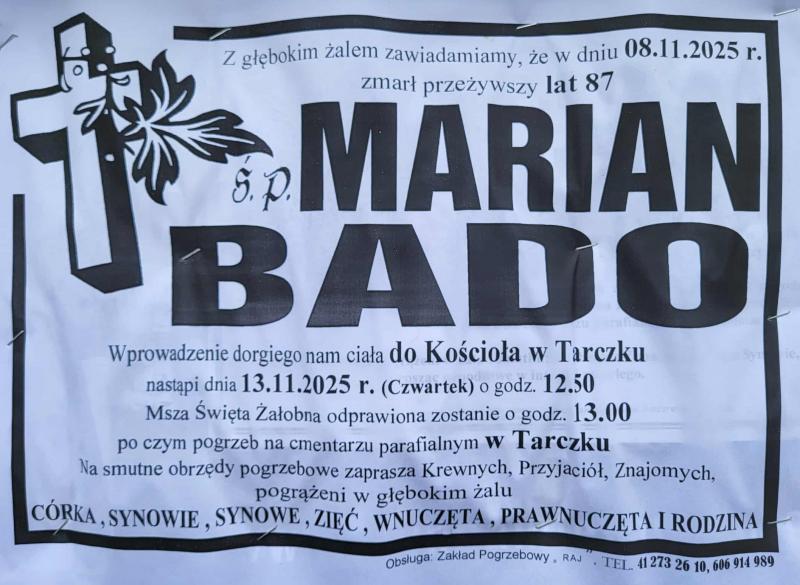 Z głębokim żalem zawiadamiamy, że w dniu 08.11.2025 r.
zmarł przeżywszy lat 87
Ś.P. MARIAN
BADO
Wprowadzenie dorgiego nam ciała do Kościoła w Tarczku
nastąpi dnia 13.11.2025 r. (Czwartek) o godz. 12.50
Msza Święta Żałobna odprawiona zostanie o godz. 13.00
po czym pogrzeb na cmentarzu parafialnym w Tarczku
Na smutne obrzędy pogrzebowe zaprasza Krewnych, Przyjaciół, Znajomych,
pogrążeni w głębokim żalu
CÓRKA , SYNOWIE , SYNOWE , ZIĘĆ , WNUCZĘTA , PRAWNUCZĘTA I RODZINA
Obsługa: Zakład Pogrzebowy „ RAJ ” . TEL. 41 273 26 10, 606 914 989